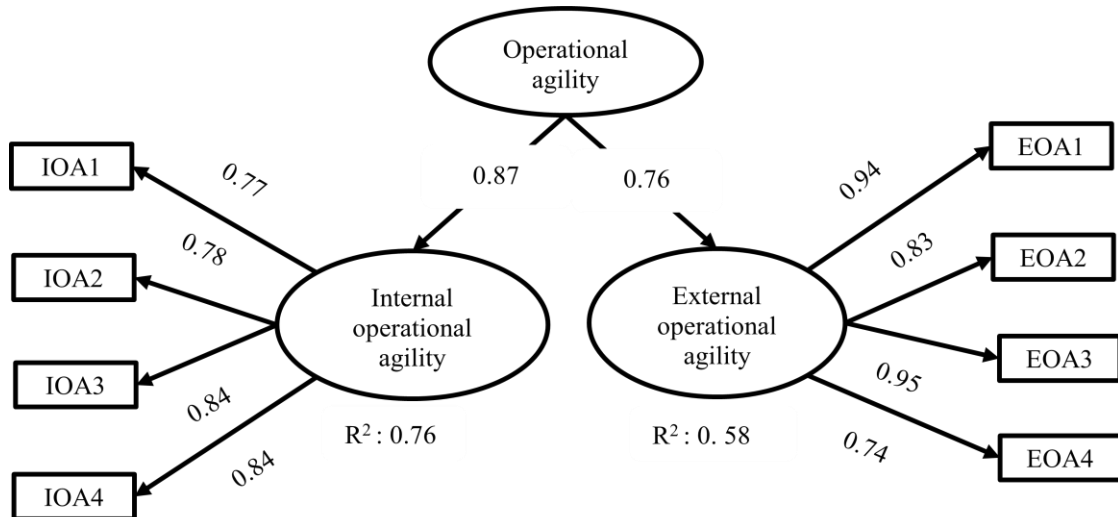 Operational
agility
0.87
0.76
IOA1
0.77
IOA2
0.78
IOA3
0.84
IOA4
0.84
Internal
operational
agility
R² : 0.76
External
operational
agility
R² : 0. 58
EOA1
0.94
EOA2
0.83
EOA3
0.95
EOA4
0.74